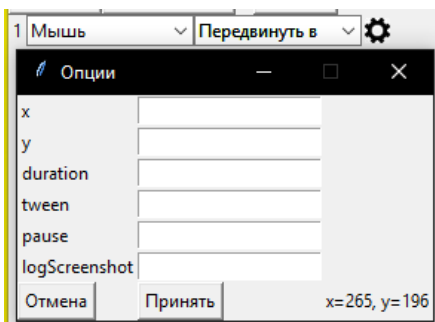 1 Мышь Передвинуть в
Опции
x
y
duration
tween
pause
logScreenshot
Отмена Принять x=265, y=196